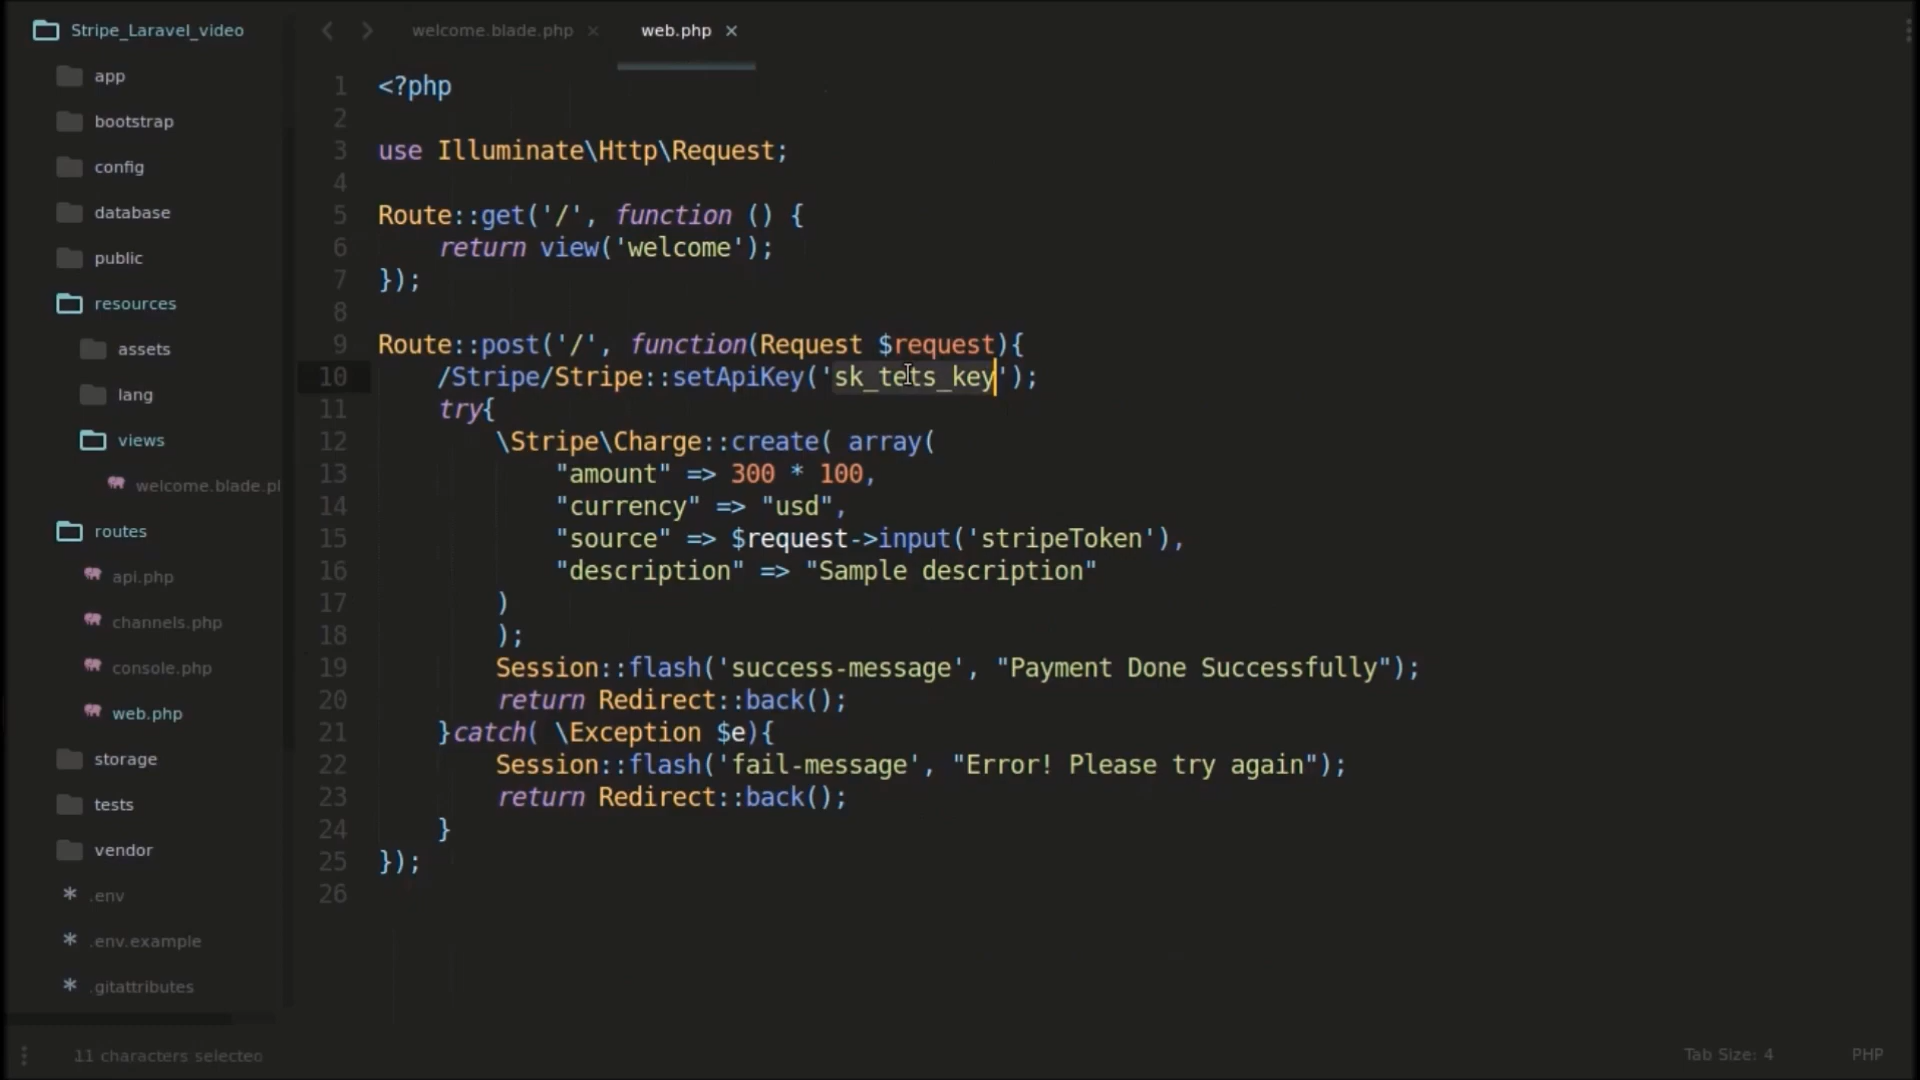 Stripe_Laravel_video
app
bootstrap
config
database
public
resources
assets
lang
views
welcome.blade.pl
routes
api.php
channels.php
console.php
web.php
storage
tests
vendor
* .env
* .env.example
* .gitattributes
11 characters selected
welcome.blade.php ×
web.php ×
1 <?php
2
3 use Illuminate\Http\Request;
4
5 Route::get('/', function () {
6     return view('welcome');
7 });
8
9 Route::post('/', function(Request $request){
10     /Stripe/Stripe::setApiKey('sk_tets_key');
11     try{
12         \Stripe\Charge::create( array(
13             "amount" => 300 * 100,
14             "currency" => "usd",
15             "source" => $request->input('stripeToken'),
16             "description" => "Sample description"
17         )
18         );
19         Session::flash('success-message', "Payment Done Successfully");
20         return Redirect::back();
21     }catch( \Exception $e){
22         Session::flash('fail-message', "Error! Please try again");
23         return Redirect::back();
24     }
25 });
26
Tab Size: 4
PHP